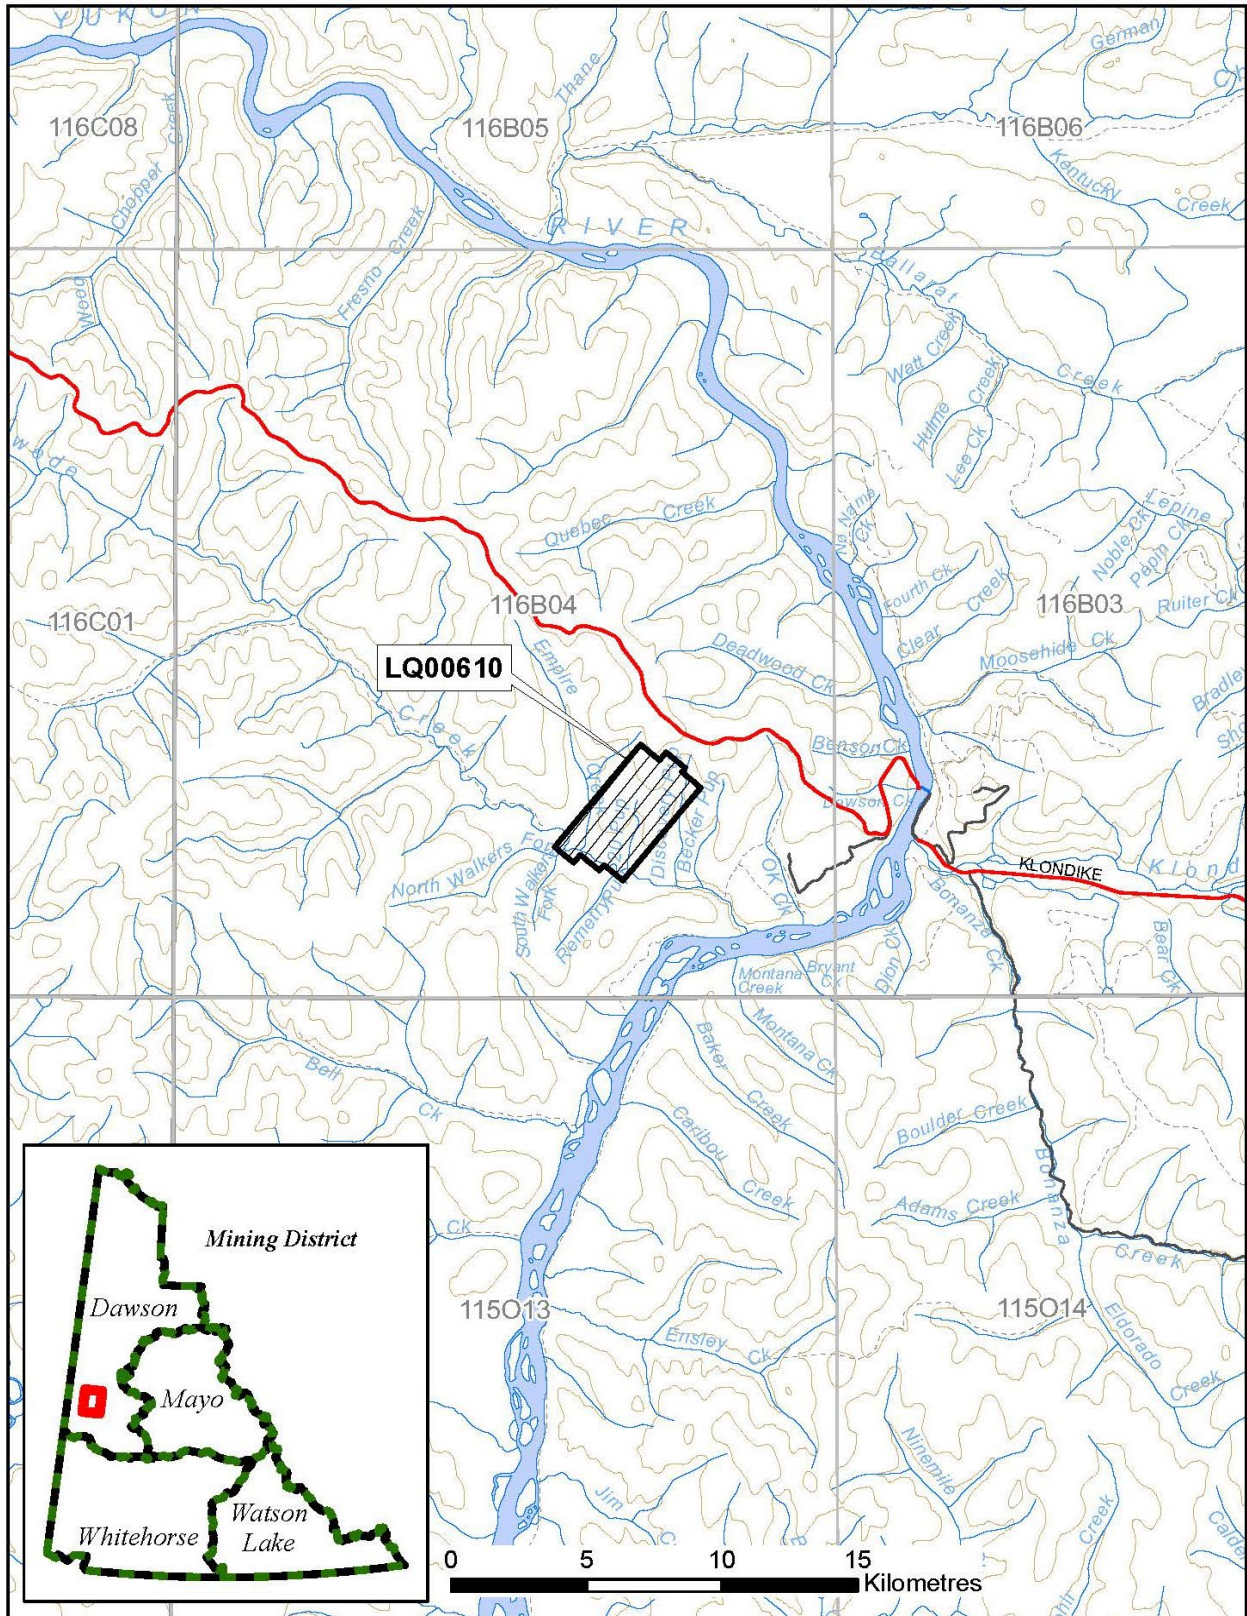 YUKON
German
Thane
116C08
116B05
116B06
Creek
Kentucky
Creek
Chopper
RIVER
Fresno Creek
Ballarat
Creek
Watt Creek
Hulme
Creek
Lee Ck
Quebec Creek
No Name
Ck
Lepine
Noble Ck
Pepin Ck
Ruiter Ck
Fourth Ck
Clear Creek
116B04
116B03
116C01
Empire
LQ00610
Deadwood Ck
Moosehide Ck
Creek
Benson Ck
Dawson Ck
Becker Pup
North Walkers Fork
South Walkers
Fork
Remetry Pup
OK Ck
KLONDIKE
Klond
Bonanza Ck
Bear Ck
Dion Ck
Montana
Creek
Bryant
Ck
Montana Ck
Baker
Creek
Bell
Ck
Caribou
Creek
Boulder Creek
Adams Creek
Bonanza
Creek
Ck
115O13
115O14
Ensley Ck
Eldorado
Creek
Ninemile
Creek
Jim
Mining District
Dawson
Mayo
Whitehorse
Watson
Lake
0 5 10 15
Kilometres